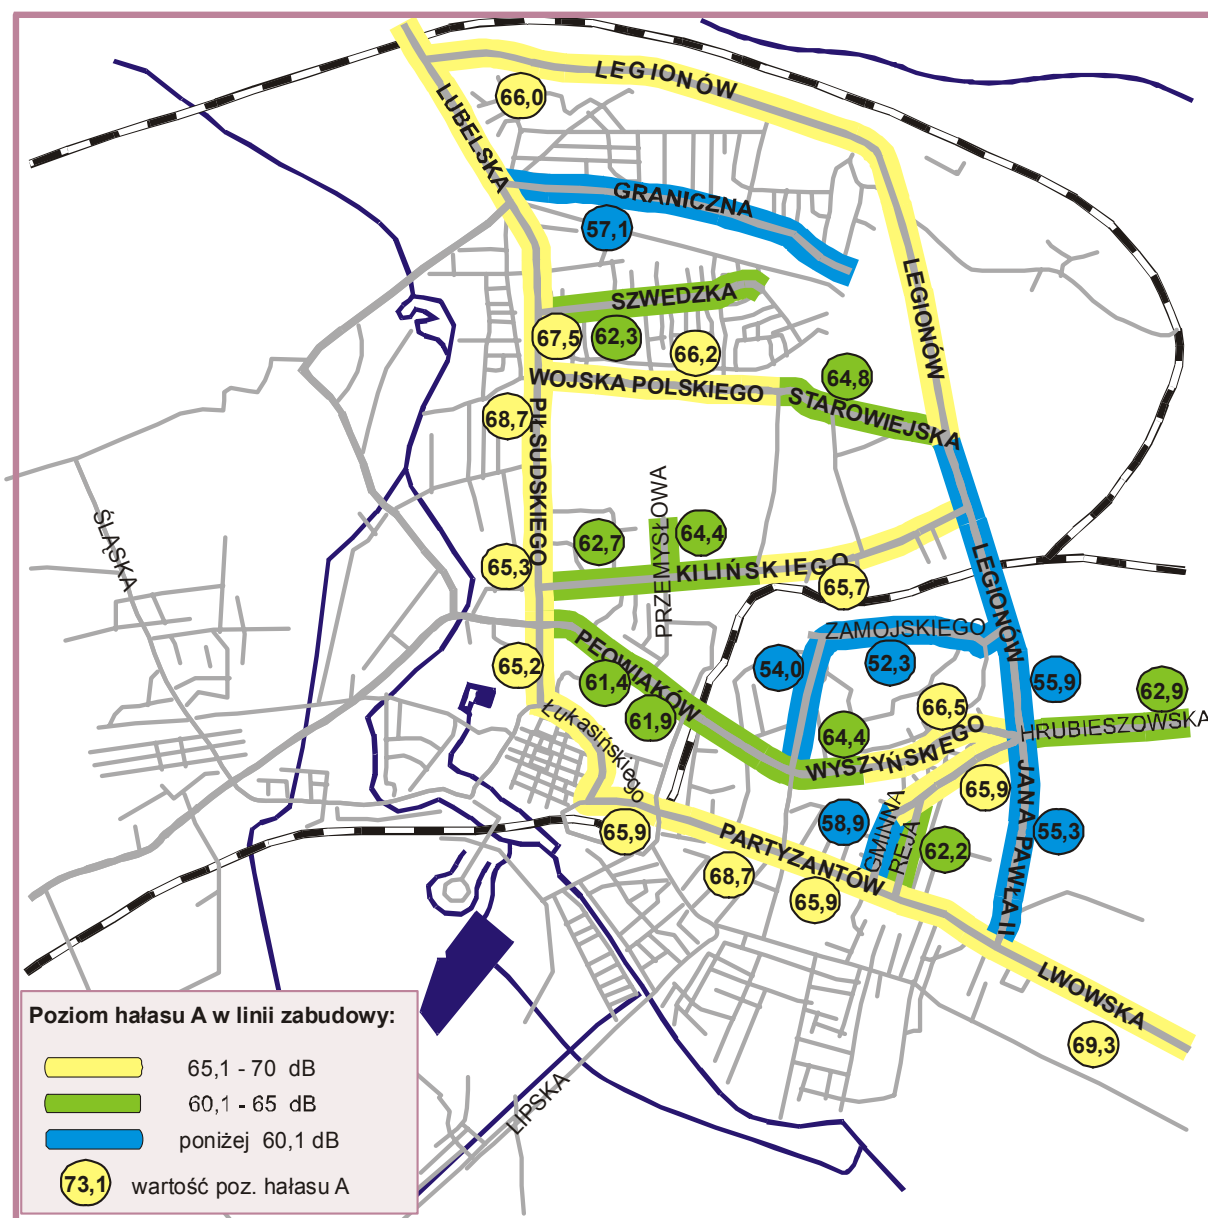 LEGIONÓW
66,0
LUBELSKA
GRANICZNA
57,1
LEGIONÓW
SZWEDZKA
67,5
62,3
66,2
WOJSKA POLSKIEGO
64,8
STAROWIEJSKA
68,7
PIŁSUDSKIEGO
ŚLĄSKA
PRZEMYSŁOWA
62,7
64,4
65,3
KILIŃSKIEGO
65,7
LEGIONÓW
ZAMOJSKIEGO
PEOWIAKÓW
65,2
61,4
61,9
54,0
52,3
55,9
62,9
66,5
HRUBIESZOWSKA
Łukasińskiego
64,4
WYSZYŃSKIEGO
65,9
JANA PAWŁA II
65,9
PARTYZANTÓW
58,9
GMINNA
REJA
62,2
55,3
68,7
65,9
LWOWSKA
69,3
LIPSKA
Poziom hałasu A w linii zabudowy:
65,1 - 70 dB
60,1 - 65 dB
poniżej 60,1 dB
73,1 wartość poz. hałasu A